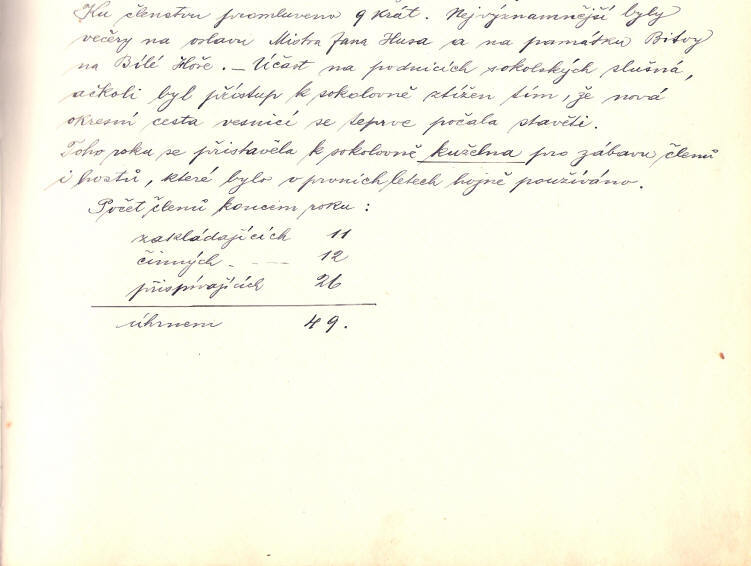 Ku členstvu promluveno 9 krát. Nejvýznamnější byly
večery na oslavu Mistra Jana Husa a na památku Bitvy
na Bílé Hoře. — Účast na podnicích sokolských slušná,
ačkoli byl přístup k sokolovně ztížen tím, že nová
okresní cesta vesnicí se teprve počala stavěti.
Toho roku se přistavěla k sokolovně kuželna pro zábavu členů
i hostů, které bylo v prvních letech hojně používáno.
Počet členů koncem roku :
zakládajících 11
činných 12
přispívajících 26
úhrnem 49.